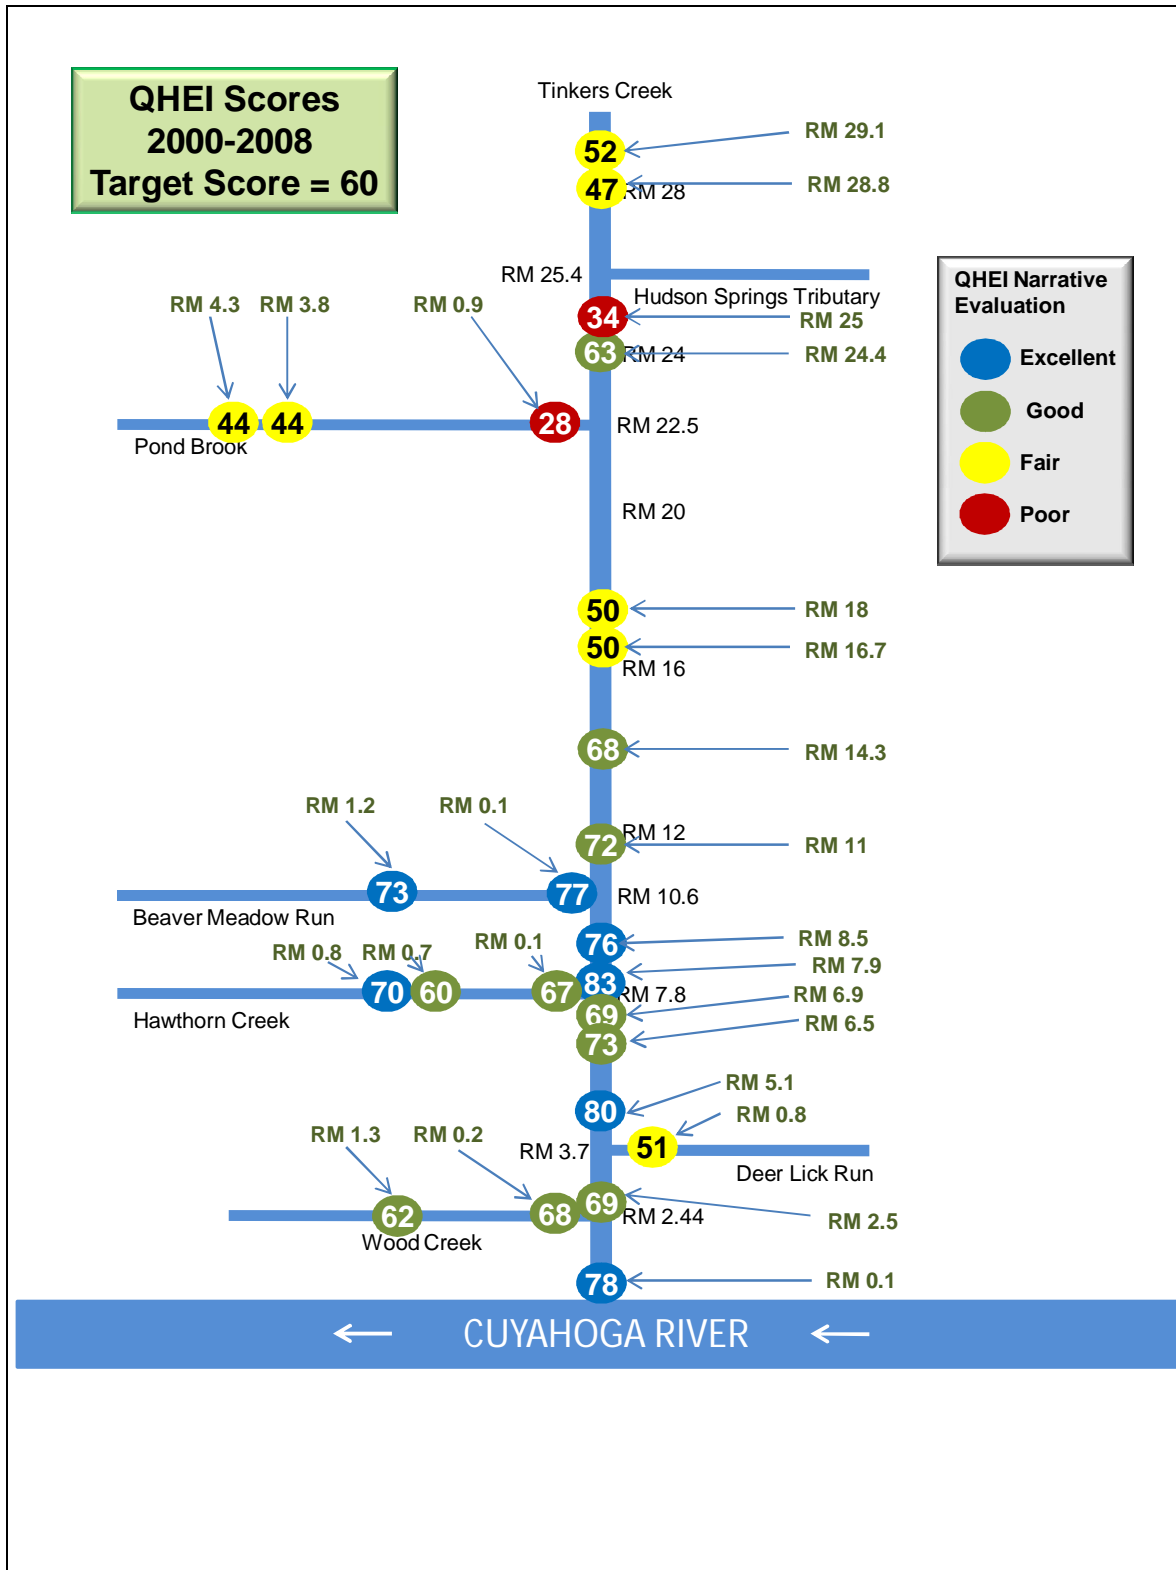 QHEI Scores
2000-2008
Target Score = 60
Tinkers Creek
52
RM 29.1
47
RM 28
RM 28.8
RM 25.4
Hudson Springs Tributary
QHEI Narrative
Evaluation
Excellent
Good
Fair
Poor
RM 4.3
RM 3.8
RM 0.9
34
RM 25
63
RM 24
RM 24.4
44
44
28
RM 22.5
Pond Brook
RM 20
50
RM 18
50
RM 16.7
RM 16
68
RM 14.3
RM 1.2
RM 0.1
RM 12
72
RM 11
73
77
RM 10.6
Beaver Meadow Run
76
RM 8.5
RM 0.8
RM 0.7
RM 0.1
RM 7.9
70
60
67
83
RM 7.8
RM 6.9
Hawthorn Creek
69
RM 6.5
73
RM 5.1
80
RM 0.8
RM 1.3
RM 0.2
RM 3.7
51
Deer Lick Run
62
68
69
RM 2.44
RM 2.5
Wood Creek
78
RM 0.1
CUYAHOGA RIVER